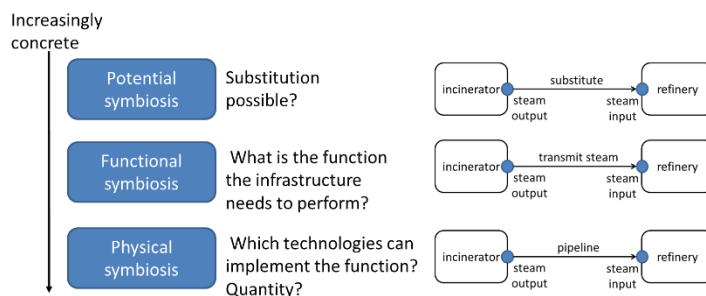 Increasingly
concrete
Potential
symbiosis
Substitution
possible?
incinerator
substitute
refinery
steam
output
steam
input
Functional
symbiosis
What is the function
the infrastructure
needs to perform?
incinerator
transmit steam
refinery
steam
output
steam
input
Physical
symbiosis
Which technologies can
implement the function?
Quantity?
incinerator
pipeline
refinery
steam
output
steam
input